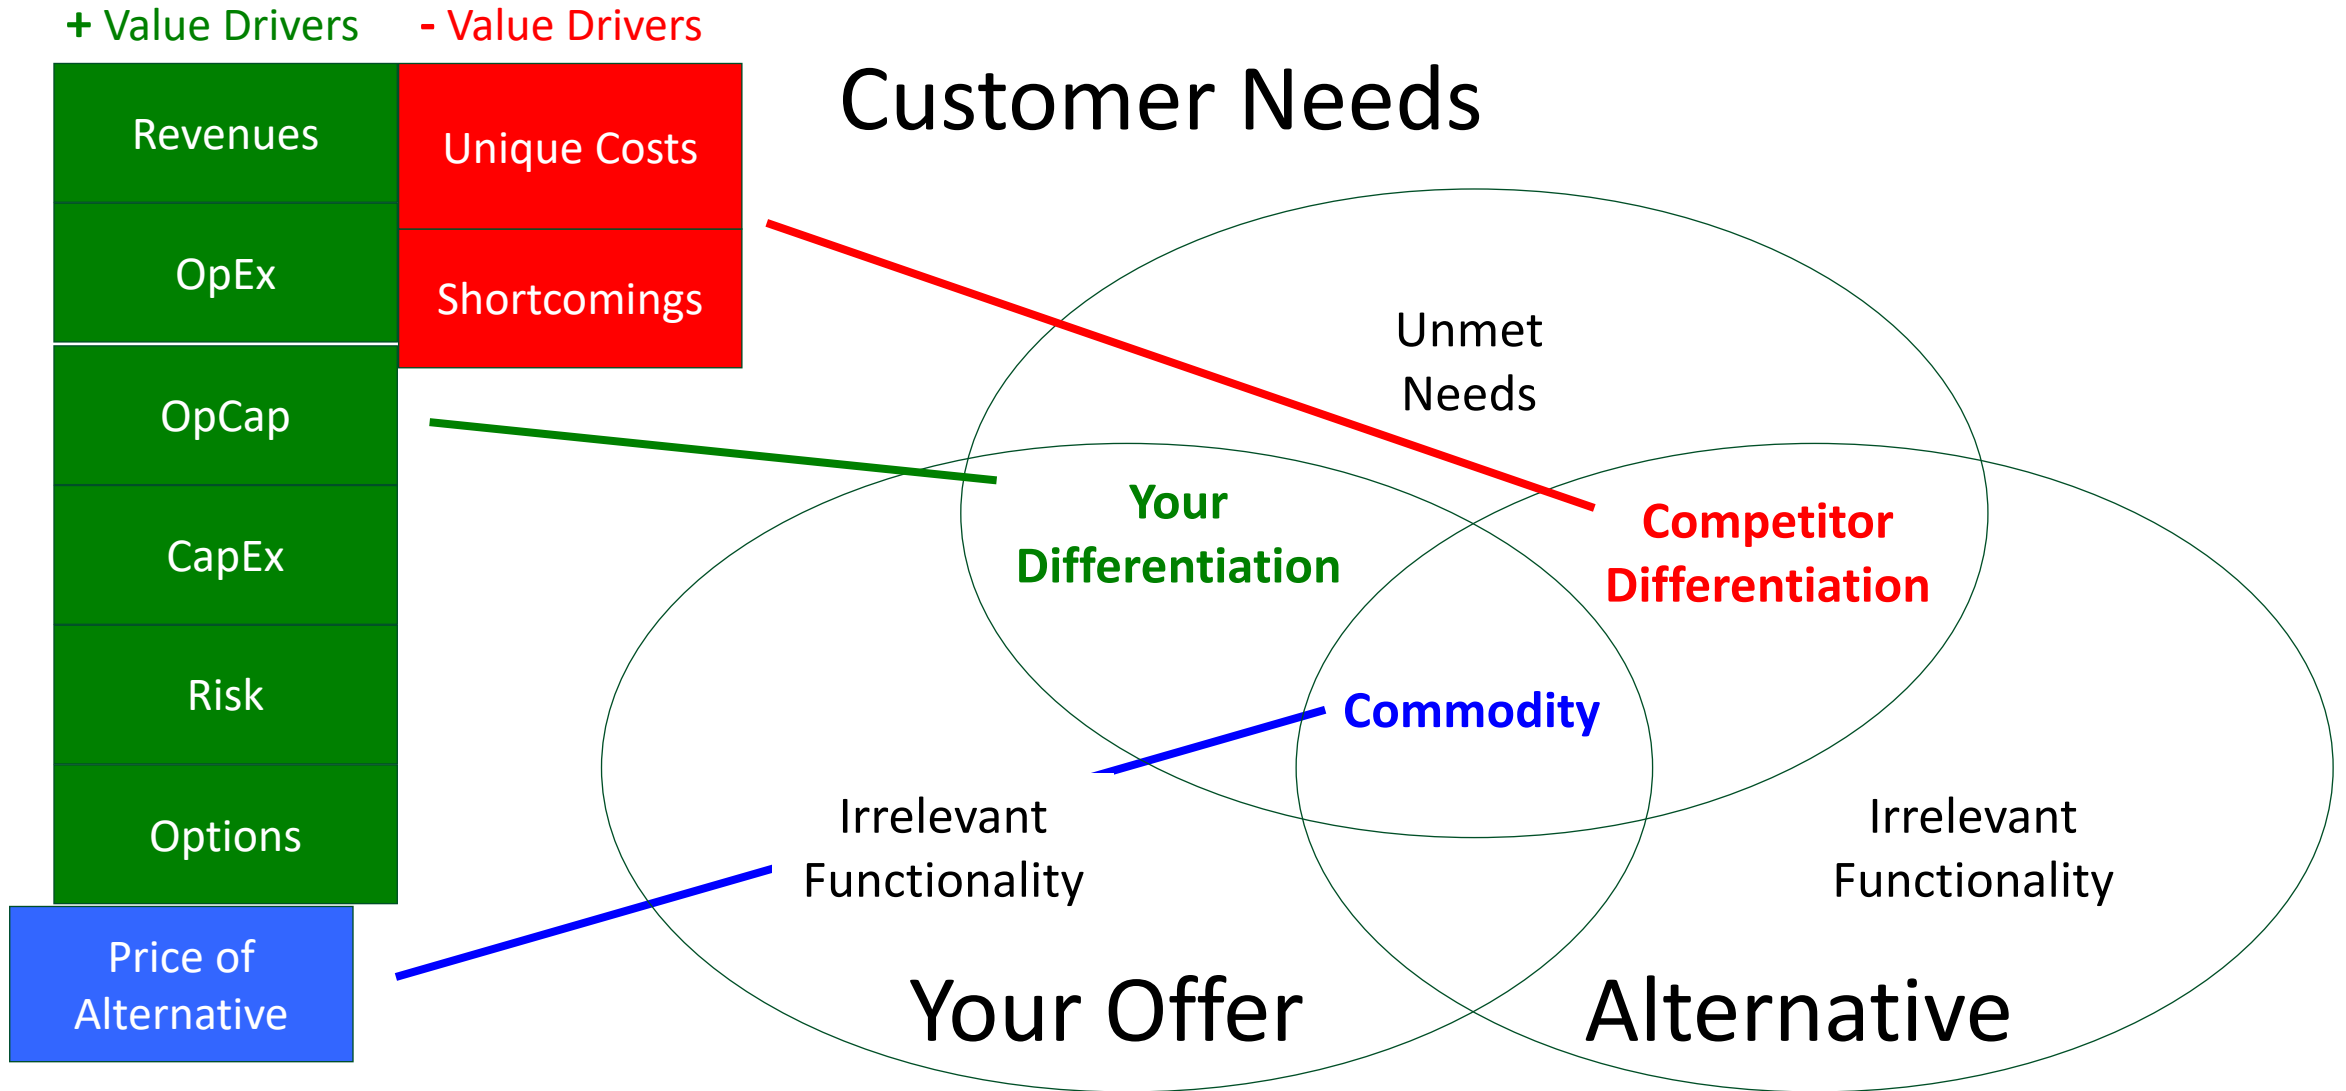 + Value Drivers
- Value Drivers
Revenues
OpEx
OpCap
CapEx
Risk
Options
Price of
Alternative
Unique Costs
Shortcomings
Customer Needs
Unmet
Needs
Your
Differentiation
Competitor
Differentiation
Commodity
Irrelevant
Functionality
Irrelevant
Functionality
Your Offer
Alternative